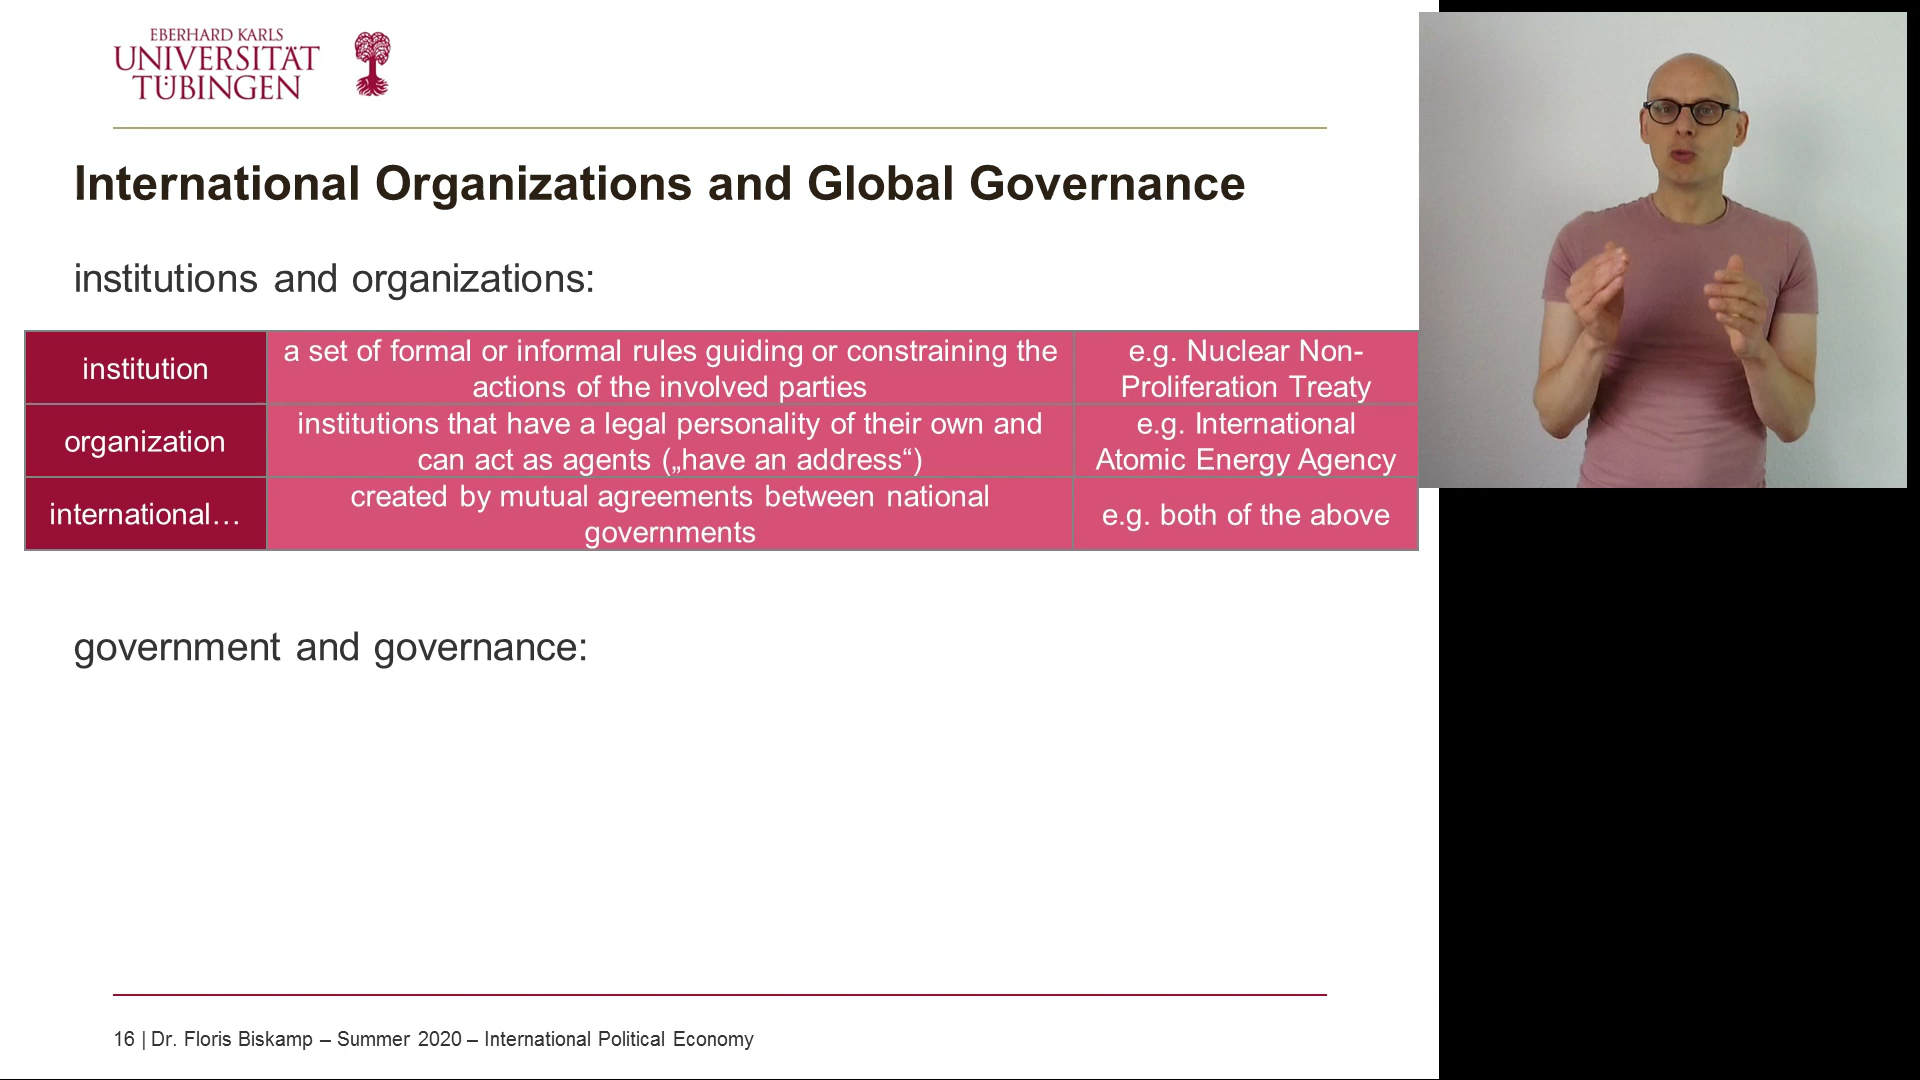 EBERHARD KARLS
UNIVERSITÄT
TÜBINGEN
International Organizations and Global Governance
institutions and organizations:
institution
a set of formal or informal rules guiding or constraining the
actions of the involved parties
e.g. Nuclear Non-
Proliferation Treaty
organization
institutions that have a legal personality of their own and
can act as agents („have an address“)
e.g. International
Atomic Energy Agency
international…
created by mutual agreements between national
governments
e.g. both of the above
government and governance:
16 | Dr. Floris Biskamp – Summer 2020 – International Political Economy